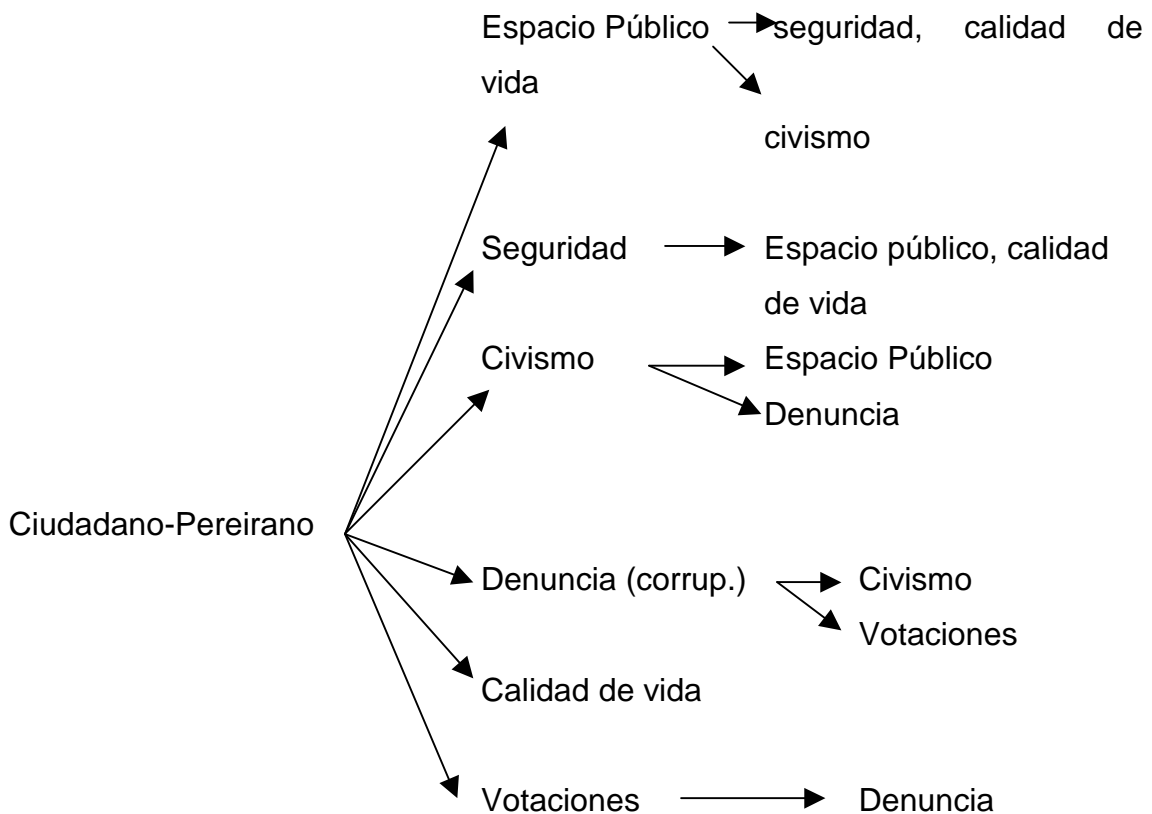 Espacio Público seguridad, calidad de
vida
civismo
Seguridad Espacio público, calidad
de vida
Civismo Espacio Público
Denuncia
Ciudadano-Pereirano
Denuncia (corrup.) Civismo
Votaciones
Calidad de vida
Votaciones Denuncia